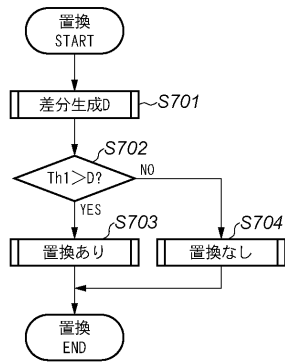 置換
START
差分生成D
S701
S702
Th1＞D?
NO
YES
S703
S704
置換あり
置換なし
置換
END